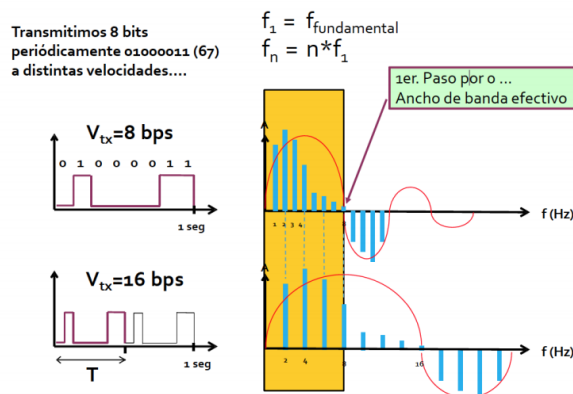 Transmitimos 8 bits
periódicamente 01000011 (67)
a distintas velocidades....
f1 = ffundamental
fn = n*f1
1er. Paso por 0 ...
Ancho de banda efectivo
Vtx=8 bps
0 1 0 0 0 0 1 1
1 seg
1 2 3 4
f (Hz)
Vtx=16 bps
T
1 seg
2 4 8 16
f (Hz)